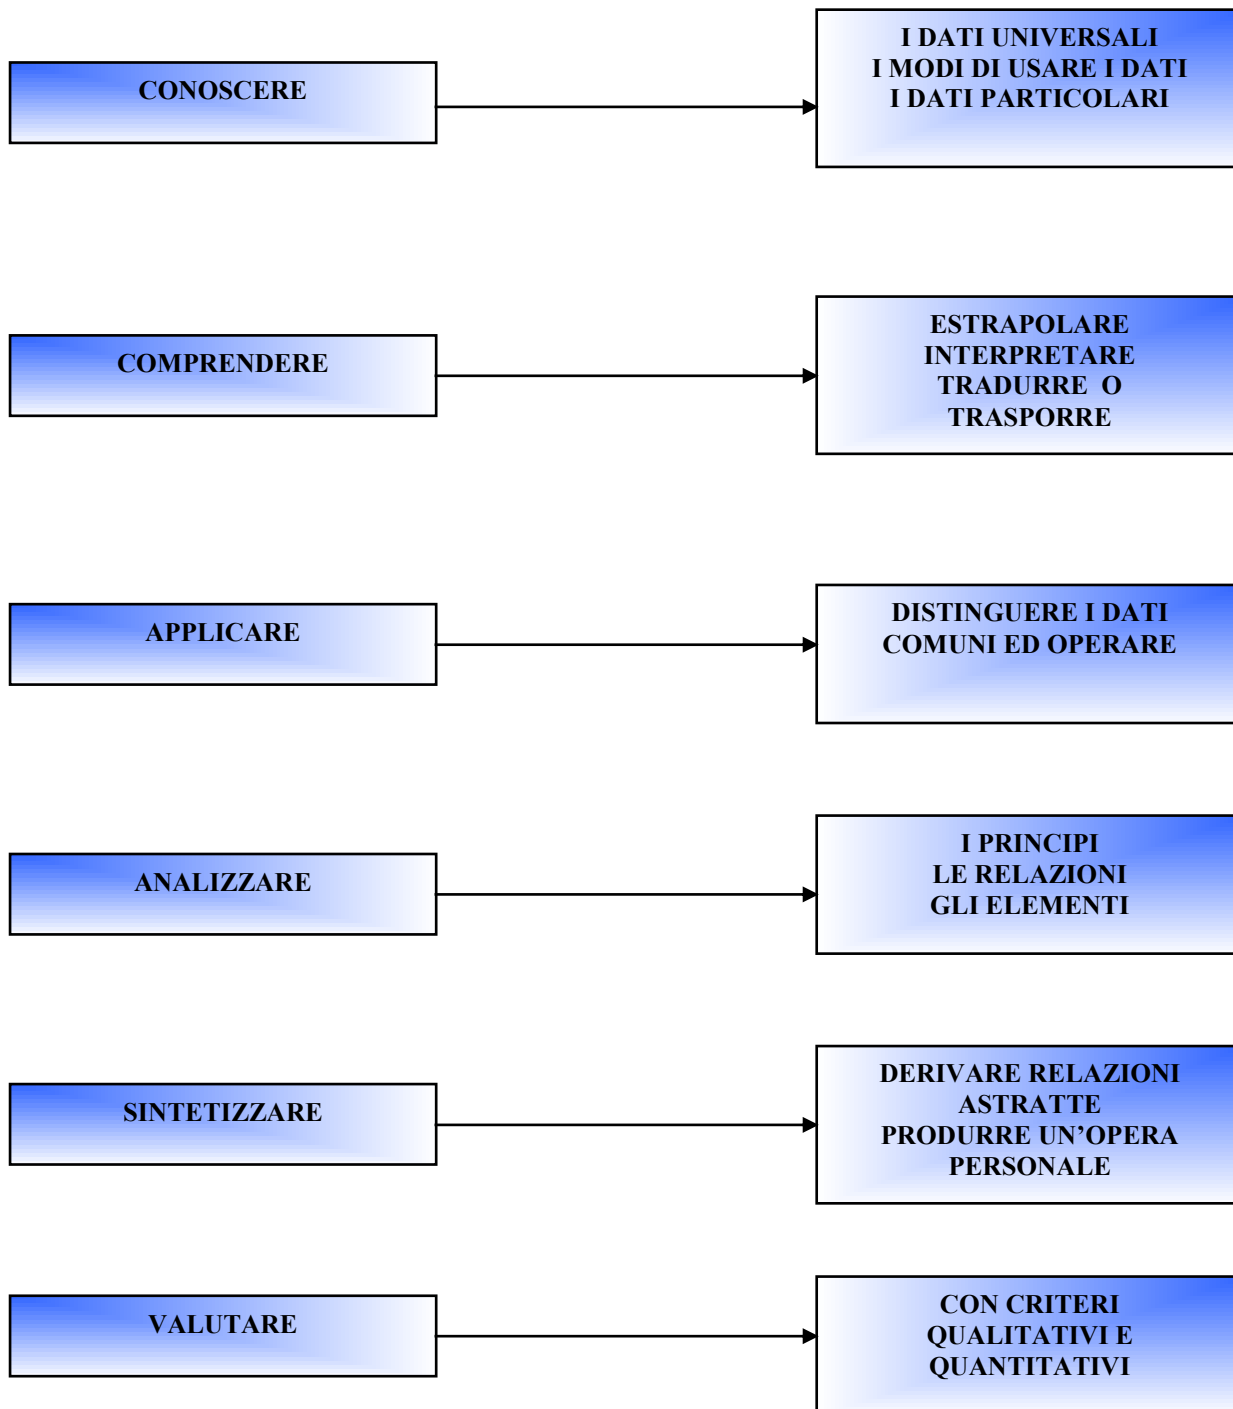 CONOSCERE
I DATI UNIVERSALI
I MODI DI USARE I DATI
I DATI PARTICOLARI
COMPRENDERE
ESTRAPOLARE
INTERPRETARE
TRADURRE O
TRASPORRE
APPLICARE
DISTINGUERE I DATI
COMUNI ED OPERARE
ANALIZZARE
I PRINCIPI
LE RELAZIONI
GLI ELEMENTI
SINTETIZZARE
DERIVARE RELAZIONI
ASTRATTE
PRODURRE UN’OPERA
PERSONALE
VALUTARE
CON CRITERI
QUALITATIVI E
QUANTITATIVI